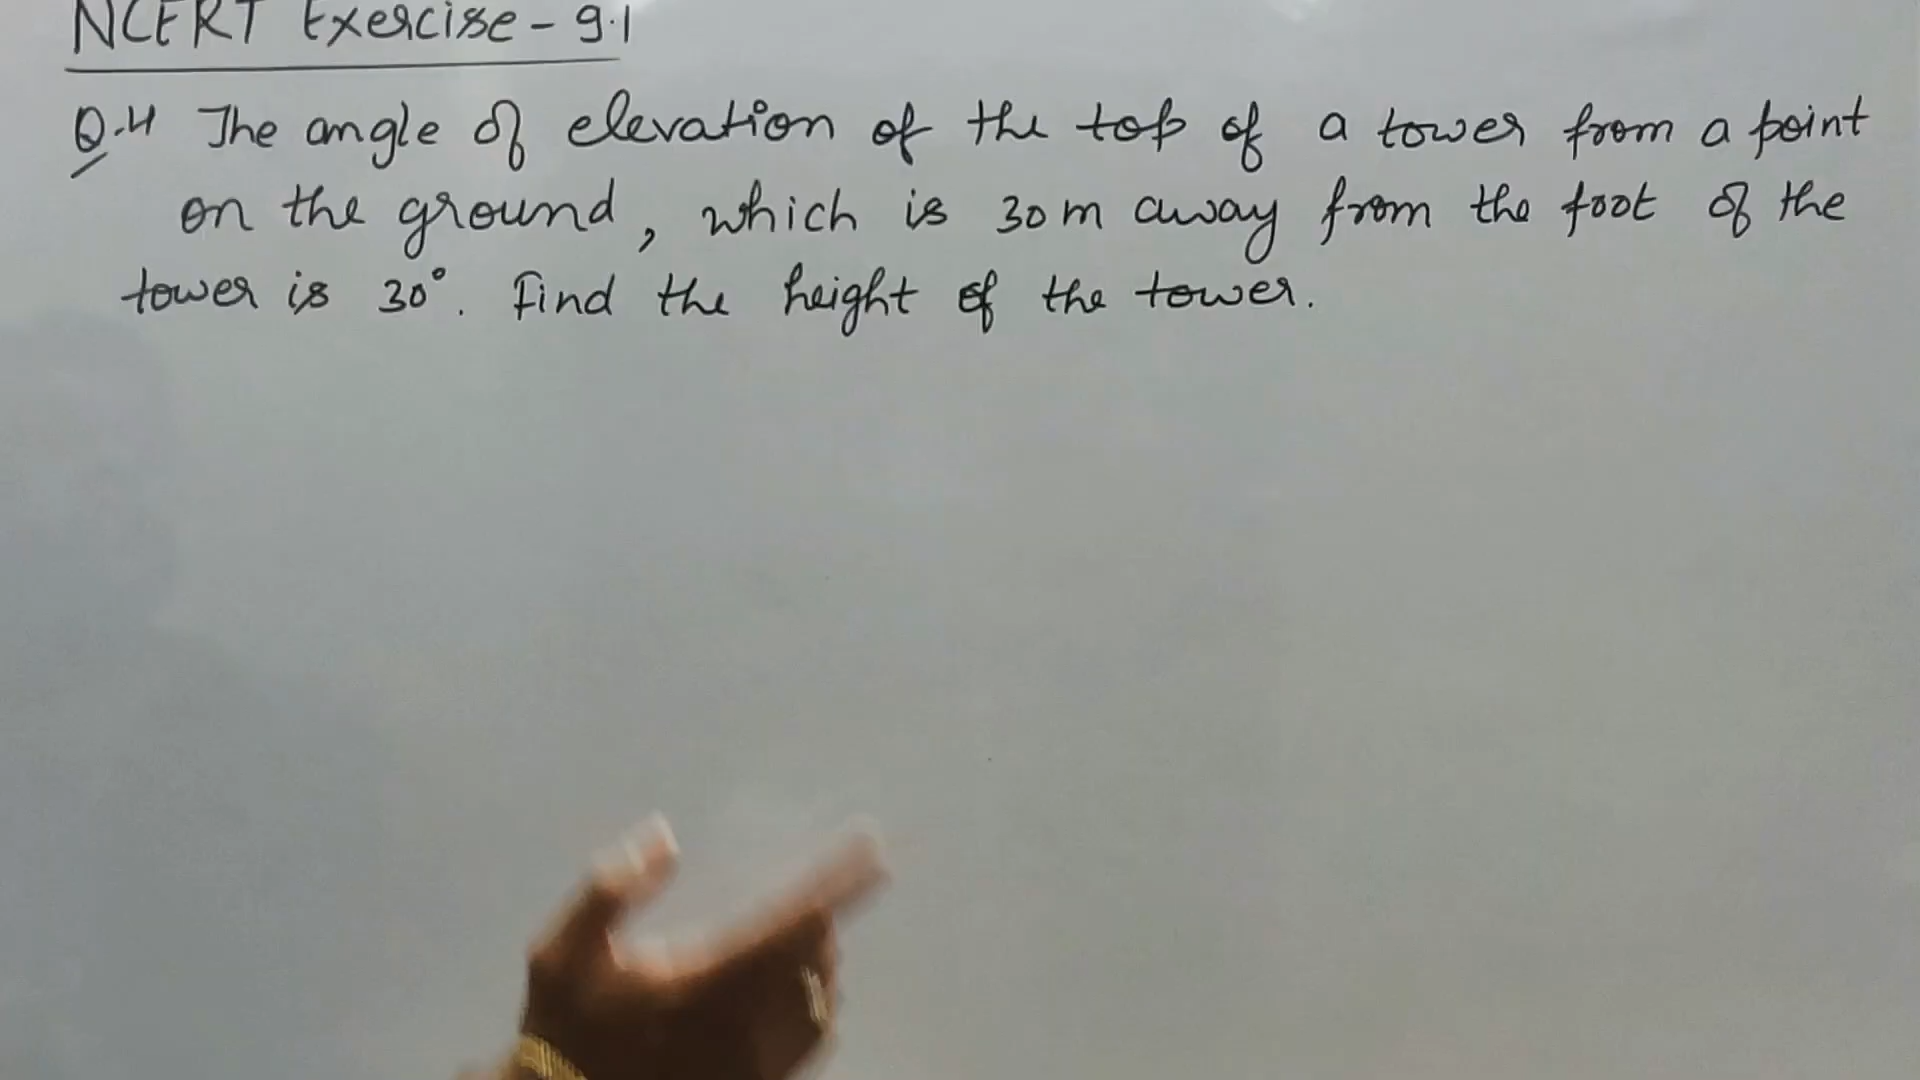 NCERT Exercise - 9.1
Q.4 The angle of elevation of the top of a tower from a point
on the ground, which is 30 m away from the foot of the
tower is 30°. Find the height of the tower.